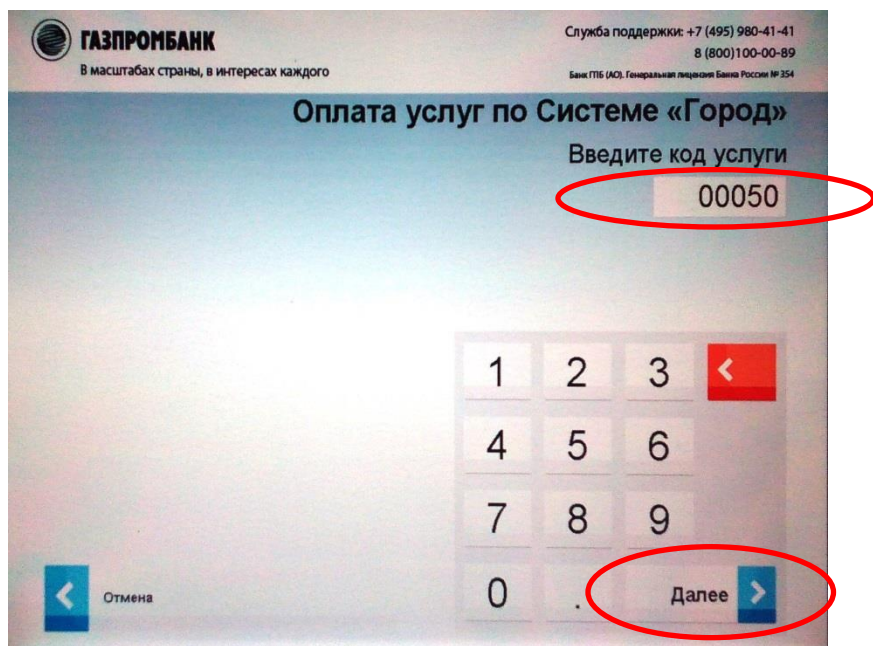 ГАЗПРОМБАНК
В масштабах страны, в интересах каждого
Служба поддержки: +7 (495) 980-41-41
8 (800)100-00-89
Банк ГПБ (АО). Генеральная лицензия Банка России № 354
Оплата услуг по Системе «Город»
Введите код услуги
00050
1 2 3
4 5 6
7 8 9
0 .
Далее
Отмена